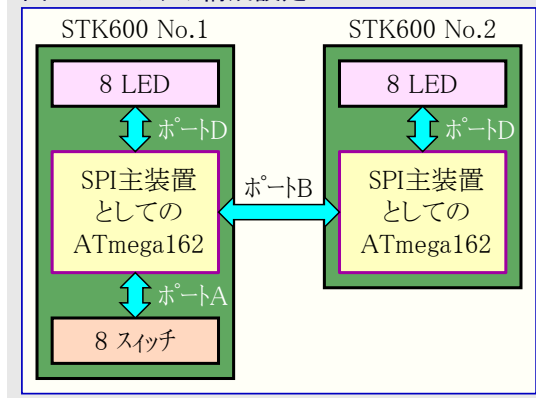 STK600 No.1
STK600 No.2
8 LED
8 LED
ポートD
ポートD
SPI主装置
としての
ATmega162
ポートB
SPI主装置
としての
ATmega162
ポートA
8 スイッチ